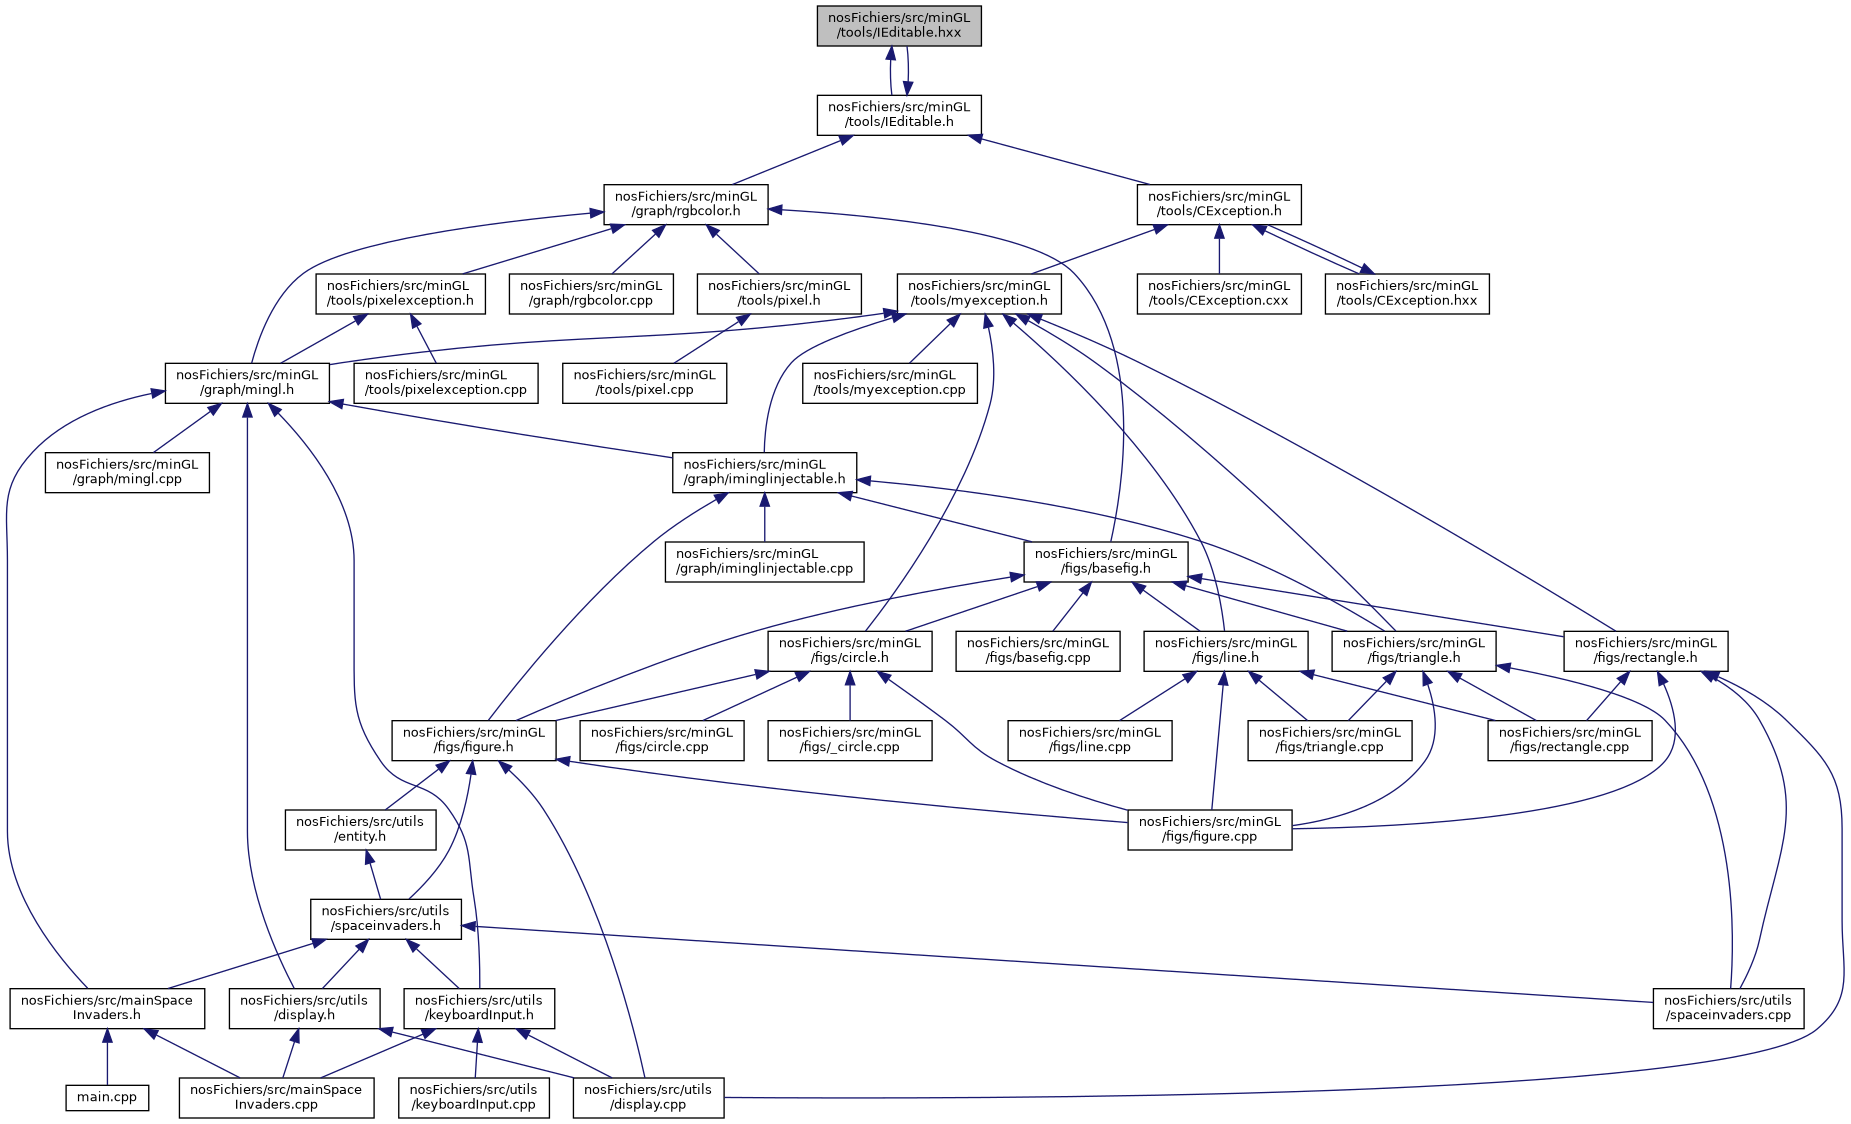 nosFichiers/src/minGL
/tools/IEditable.hxx
nosFichiers/src/minGL
/tools/IEditable.h
nosFichiers/src/minGL
/graph/rgbcolor.h
nosFichiers/src/minGL
/tools/CException.h
nosFichiers/src/minGL
/tools/pixelexception.h
nosFichiers/src/minGL
/graph/rgbcolor.cpp
nosFichiers/src/minGL
/tools/pixel.h
nosFichiers/src/minGL
/tools/myexception.h
nosFichiers/src/minGL
/tools/CException.cxx
nosFichiers/src/minGL
/tools/CException.hxx
nosFichiers/src/minGL
/graph/mingl.h
nosFichiers/src/minGL
/tools/pixelexception.cpp
nosFichiers/src/minGL
/tools/pixel.cpp
nosFichiers/src/minGL
/tools/myexception.cpp
nosFichiers/src/minGL
/graph/mingl.cpp
nosFichiers/src/minGL
/graph/iminglinjectable.h
nosFichiers/src/minGL
/graph/iminglinjectable.cpp
nosFichiers/src/minGL
/figs/basefig.h
nosFichiers/src/minGL
/figs/circle.h
nosFichiers/src/minGL
/figs/basefig.cpp
nosFichiers/src/minGL
/figs/line.h
nosFichiers/src/minGL
/figs/triangle.h
nosFichiers/src/minGL
/figs/rectangle.h
nosFichiers/src/minGL
/figs/figure.h
nosFichiers/src/minGL
/figs/circle.cpp
nosFichiers/src/minGL
/figs/_circle.cpp
nosFichiers/src/minGL
/figs/line.cpp
nosFichiers/src/minGL
/figs/triangle.cpp
nosFichiers/src/minGL
/figs/rectangle.cpp
nosFichiers/src/utils
/entity.h
nosFichiers/src/minGL
/figs/figure.cpp
nosFichiers/src/utils
/spaceinvaders.h
nosFichiers/src/mainSpace
Invaders.h
nosFichiers/src/utils
/display.h
nosFichiers/src/utils
/keyboardInput.h
nosFichiers/src/utils
/spaceinvaders.cpp
main.cpp
nosFichiers/src/mainSpace
Invaders.cpp
nosFichiers/src/utils
/keyboardInput.cpp
nosFichiers/src/utils
/display.cpp